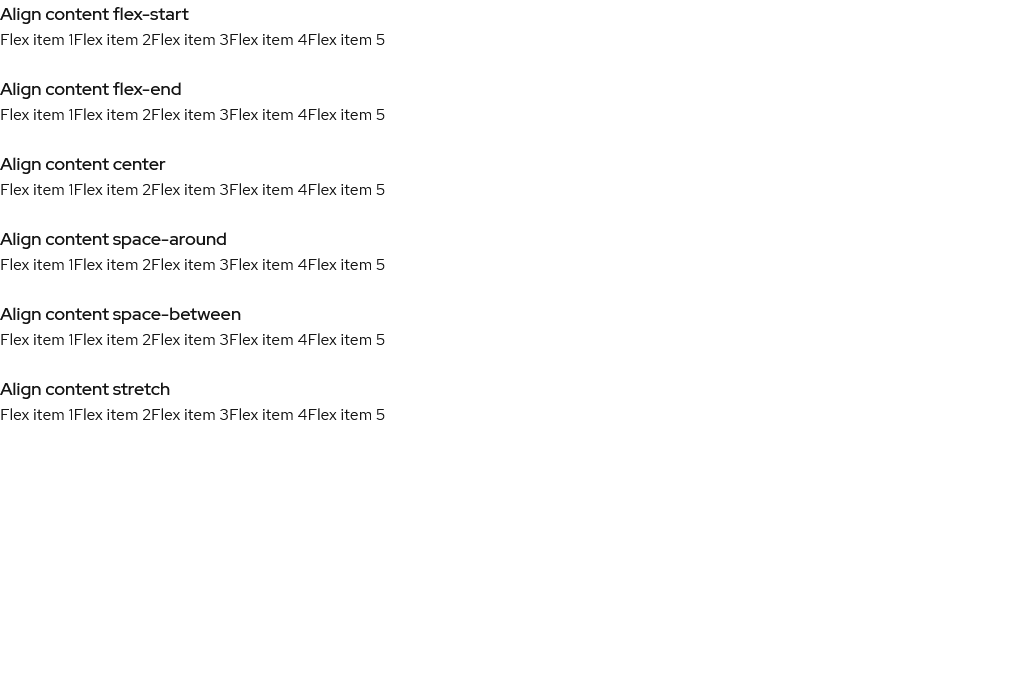 Align content flex-start
Flex item 1Flex item 2Flex item 3Flex item 4Flex item 5
Align content flex-end
Flex item 1Flex item 2Flex item 3Flex item 4Flex item 5
Align content center
Flex item 1Flex item 2Flex item 3Flex item 4Flex item 5
Align content space-around
Flex item 1Flex item 2Flex item 3Flex item 4Flex item 5
Align content space-between
Flex item 1Flex item 2Flex item 3Flex item 4Flex item 5
Align content stretch
Flex item 1Flex item 2Flex item 3Flex item 4Flex item 5